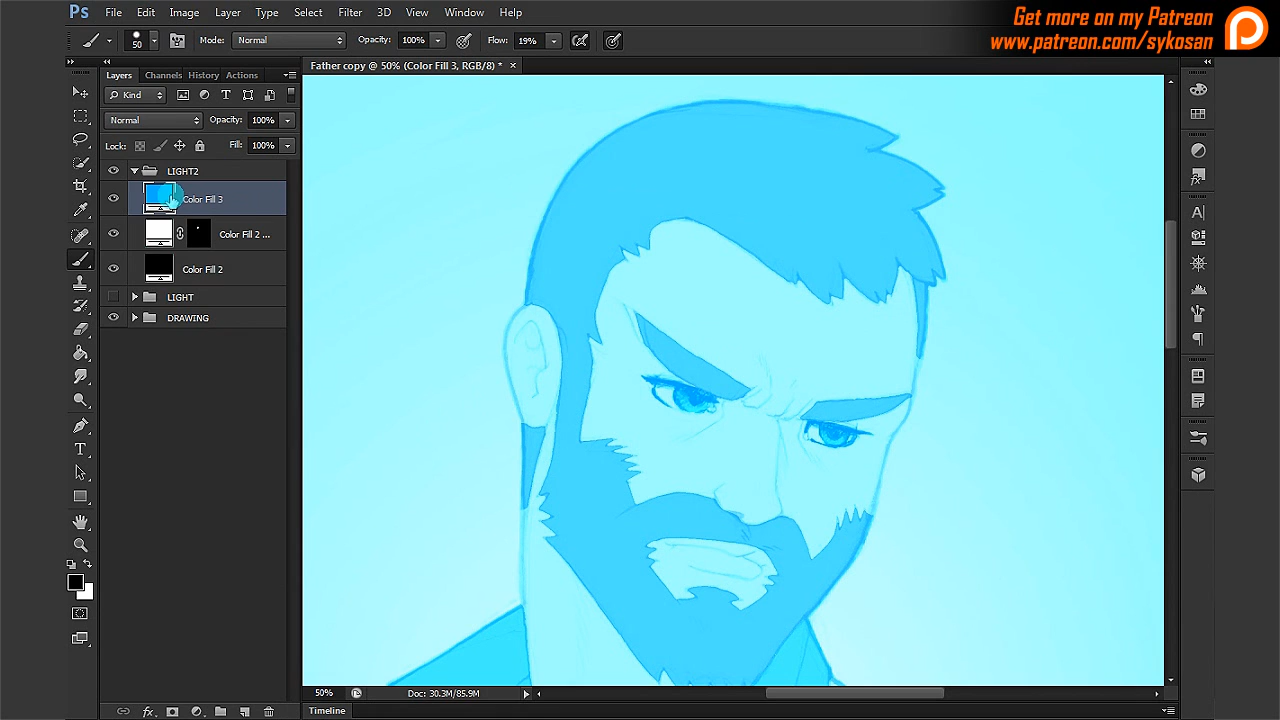 Ps File Edit Image Layer Type Select Filter 3D View Window Help
Get more on my Patreon
www.patreon.com/sykosan
50 Mode: Normal Opacity: 100% Flow: 19%
Father copy @ 50% (Color Fill 3, RGB/8) * ×
Layers Channels History Actions
Kind
Normal Opacity: 100%
Lock: Fill: 100%
LIGHT2
Color Fill 3
Color Fill 2 ...
Color Fill 2
LIGHT
DRAWING
50% Doc: 30.3M/85.9M
Timeline